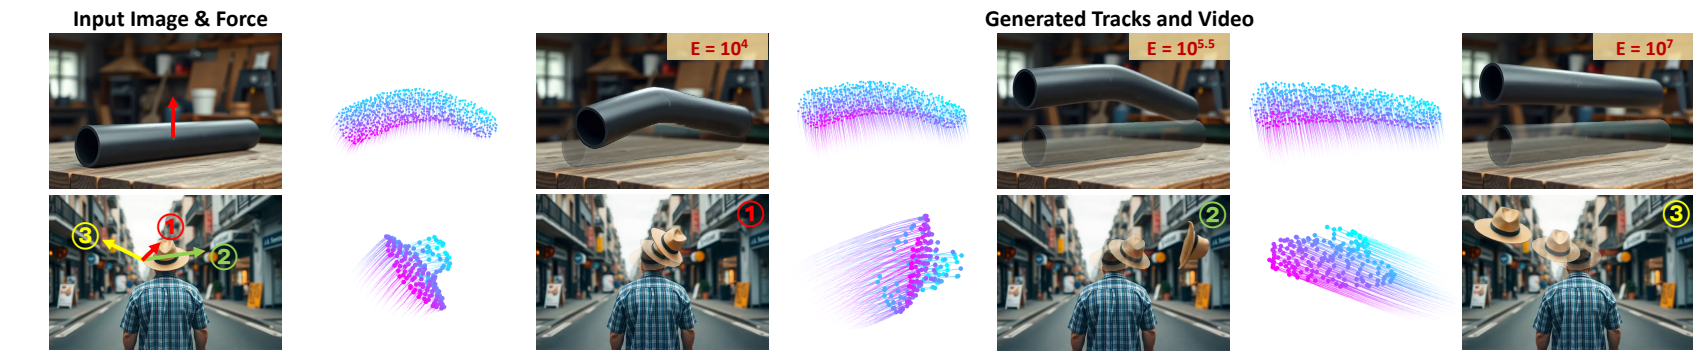 Input Image & Force
Generated Tracks and Video
E = 10⁴
E = 10⁵·⁵
E = 10⁷
③
①
②
①
②
③